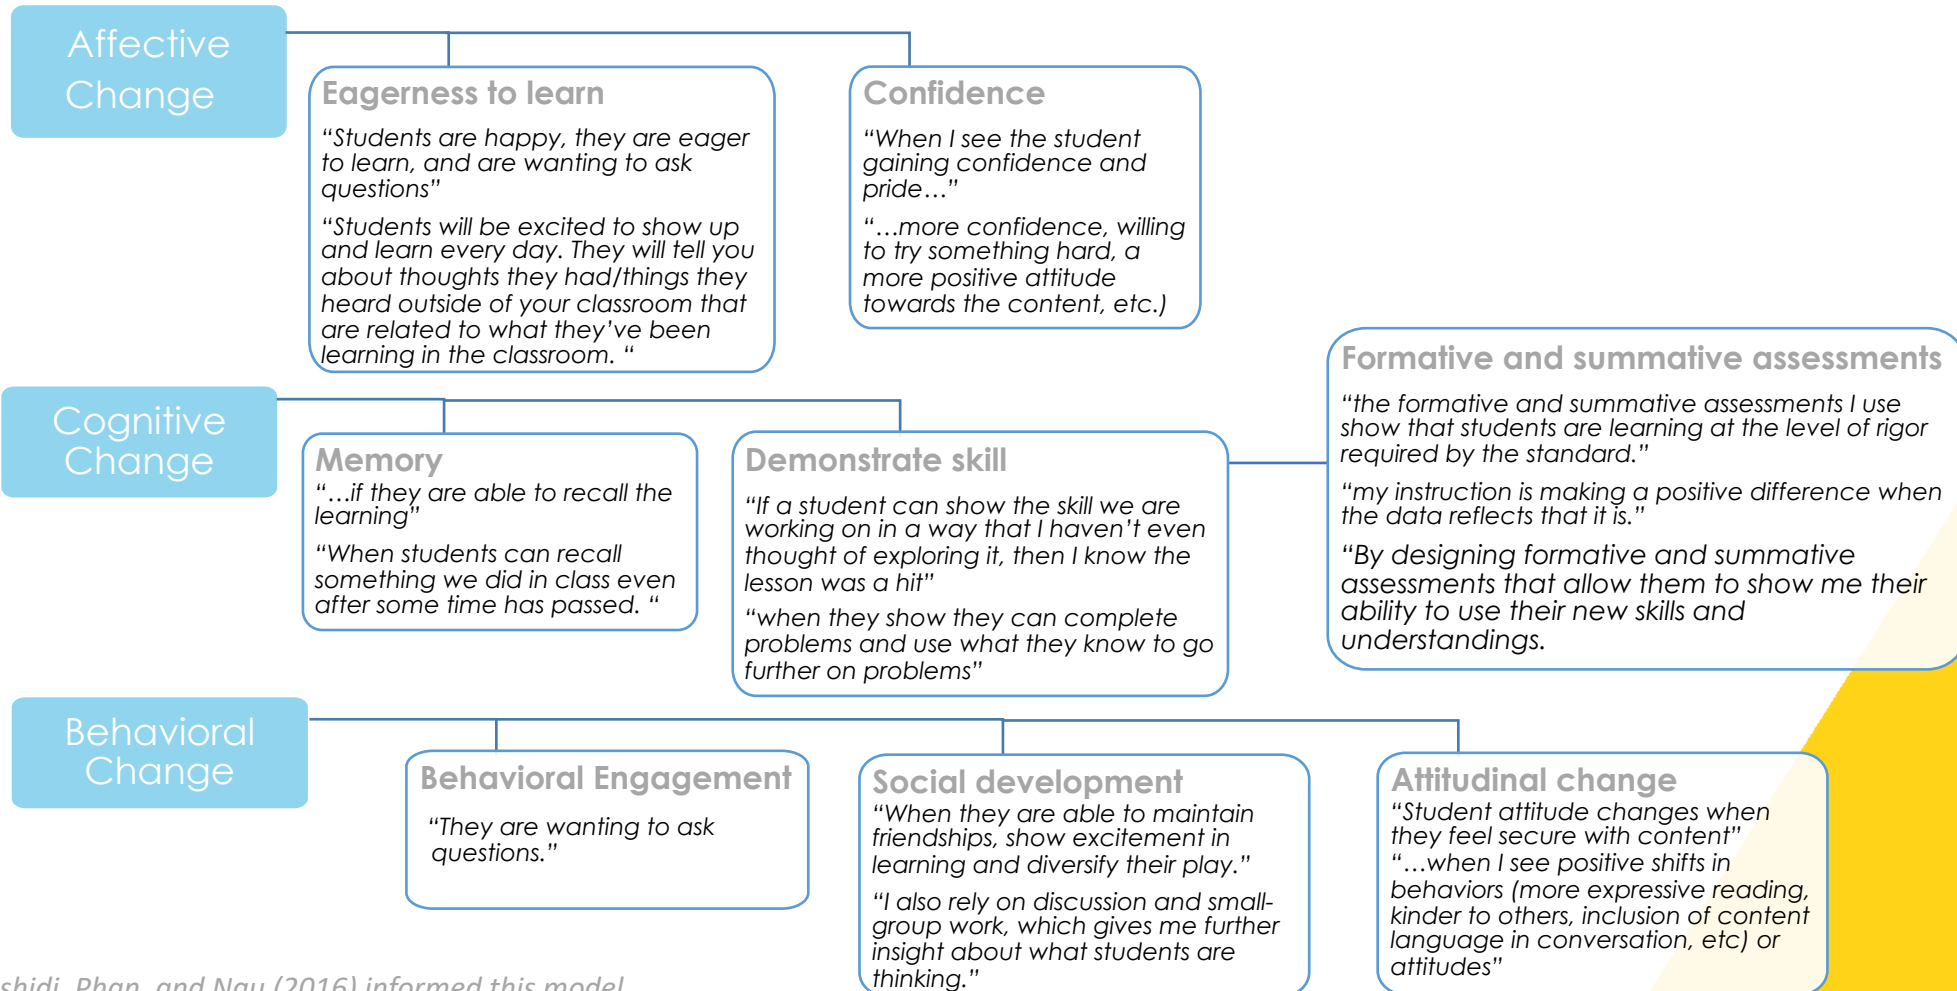 Affective
Change
Eagerness to learn
“Students are happy, they are eager
to learn, and are wanting to ask
questions”
“Students will be excited to show up
and learn every day. They will tell you
about thoughts they had/things they
heard outside of your classroom that
are related to what they’ve been
learning in the classroom. “
Confidence
“When I see the student
gaining confidence and
pride…”
“…more confidence, willing
to try something hard, a
more positive attitude
towards the content, etc.)
Cognitive
Change
Memory
“…if they are able to recall the
learning”
“When students can recall
something we did in class even
after some time has passed. “
Demonstrate skill
“If a student can show the skill we are
working on in a way that I haven’t even
thought of exploring it, then I know the
lesson was a hit”
“when they show they can complete
problems and use what they know to go
further on problems”
Formative and summative assessments
“the formative and summative assessments I use
show that students are learning at the level of rigor
required by the standard.”
“my instruction is making a positive difference when
the data reflects that it is.”
“By designing formative and summative
assessments that allow them to show me their
ability to use their new skills and
understandings.
Behavioral
Change
Behavioral Engagement
“They are wanting to ask
questions.”
Social development
“When they are able to maintain
friendships, show excitement in
learning and diversify their play.”
“I also rely on discussion and small-
group work, which gives me further
insight about what students are
thinking.”
Attitudinal change
“Student attitude changes when
they feel secure with content”
“…when I see positive shifts in
behaviors (more expressive reading,
kinder to others, inclusion of content
language in conversation, etc) or
attitudes”
Phan, and Nau (2016) informed this model